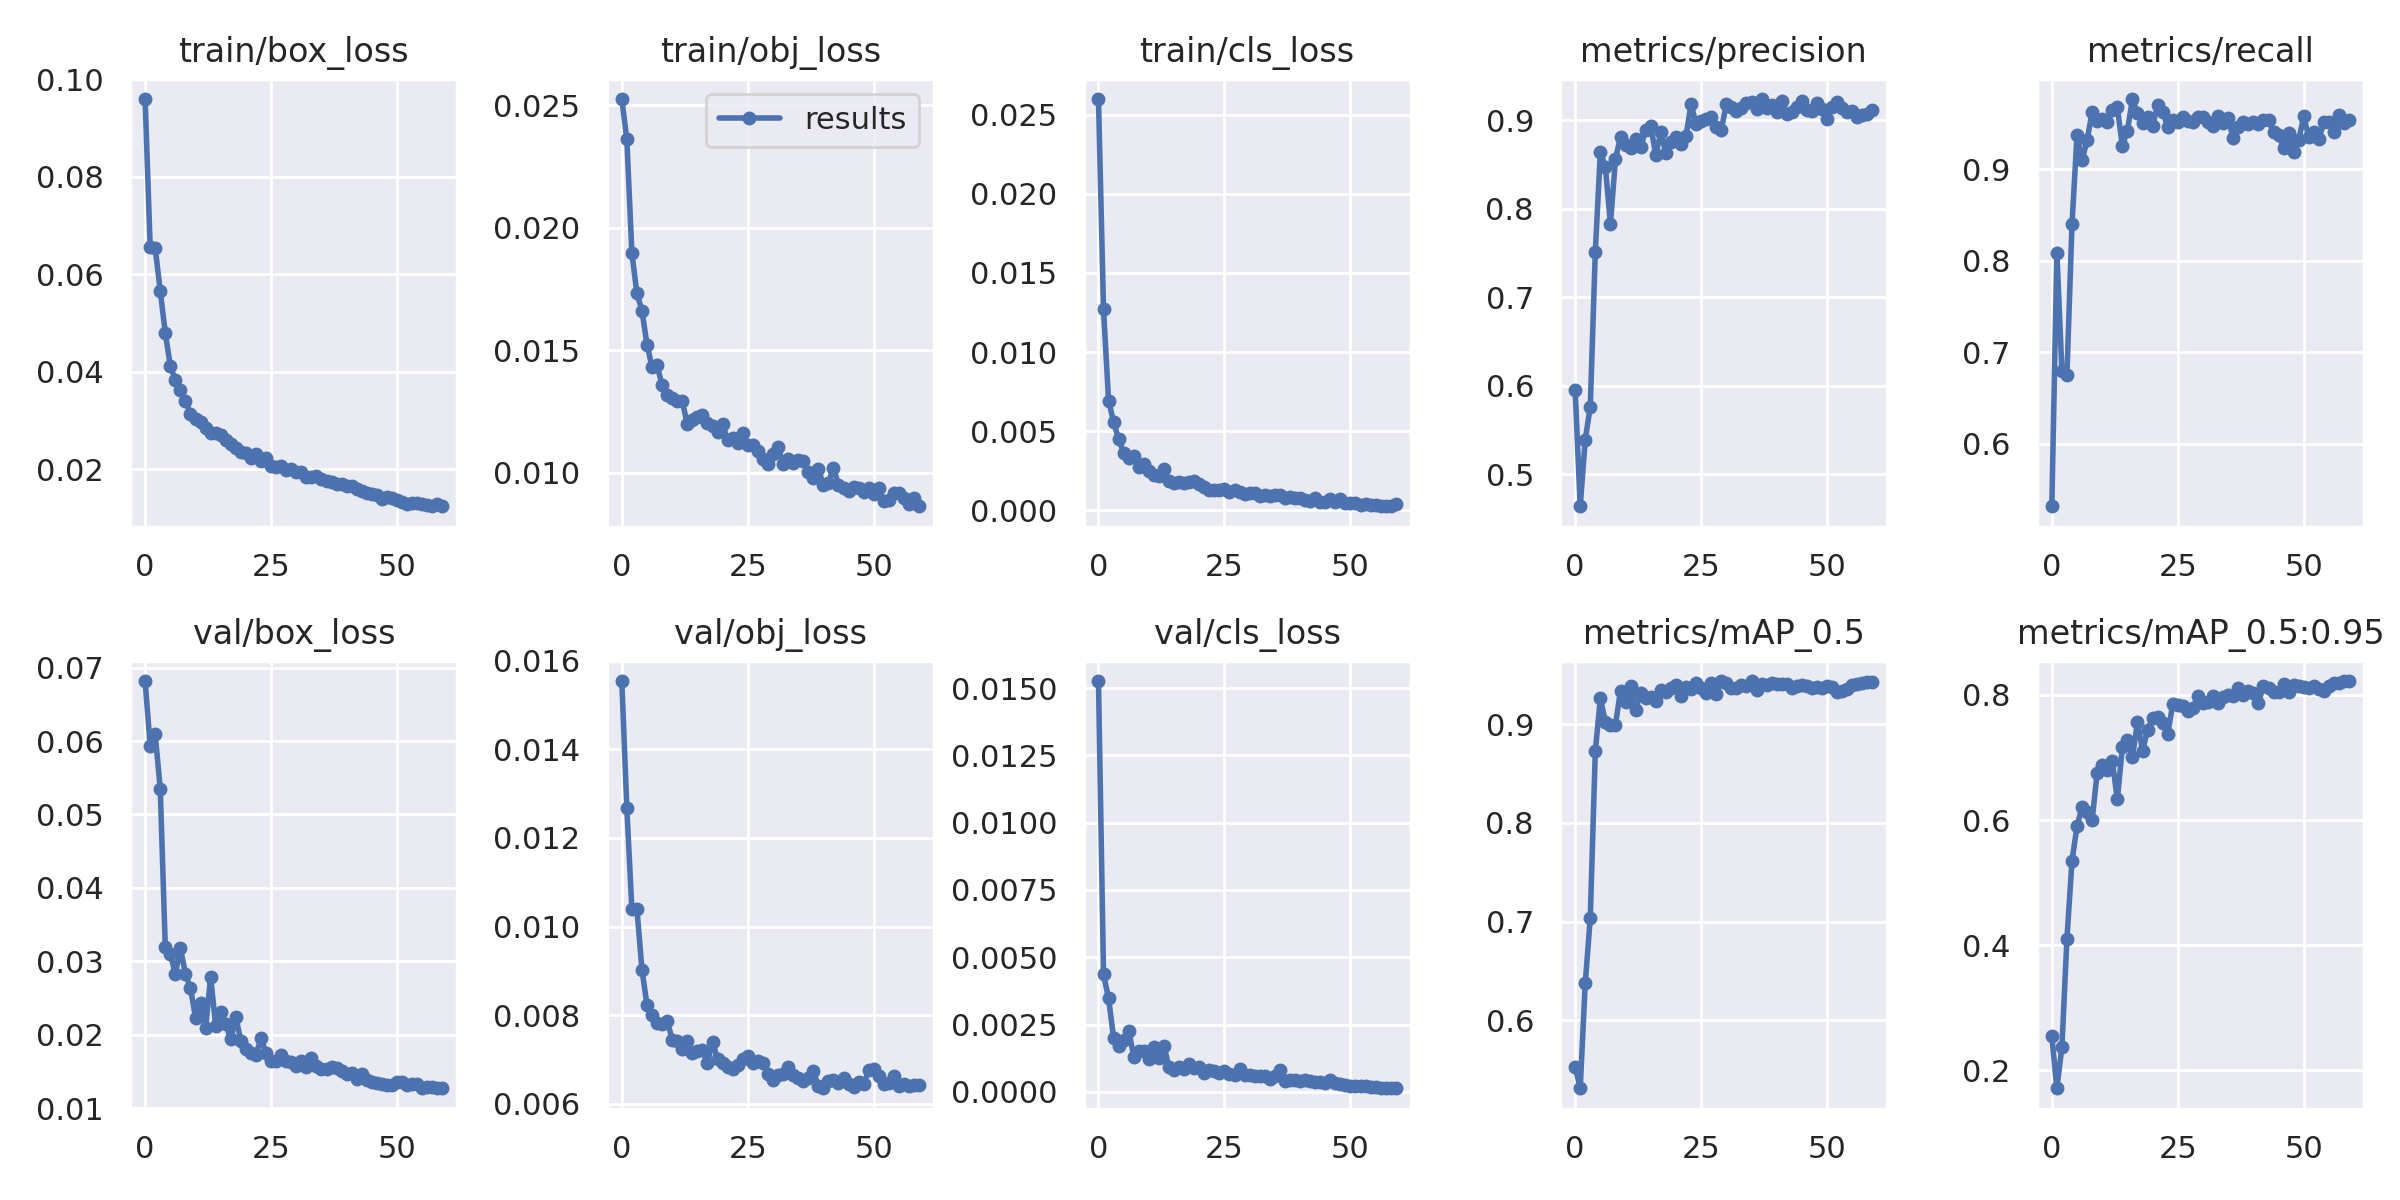 train/box_loss
0.10
0.08
0.06
0.04
0.02
0 25 50
train/obj_loss
results
0.025
0.020
0.015
0.010
0 25 50
train/cls_loss
0.025
0.020
0.015
0.010
0.005
0.000
0 25 50
metrics/precision
0.9
0.8
0.7
0.6
0.5
0 25 50
metrics/recall
0.9
0.8
0.7
0.6
0 25 50
val/box_loss
0.07
0.06
0.05
0.04
0.03
0.02
0.01
0 25 50
val/obj_loss
0.016
0.014
0.012
0.010
0.008
0.006
0 25 50
val/cls_loss
0.0150
0.0125
0.0100
0.0075
0.0050
0.0025
0.0000
0 25 50
metrics/mAP_0.5
0.9
0.8
0.7
0.6
0 25 50
metrics/mAP_0.5:0.95
0.8
0.6
0.4
0.2
0 25 50